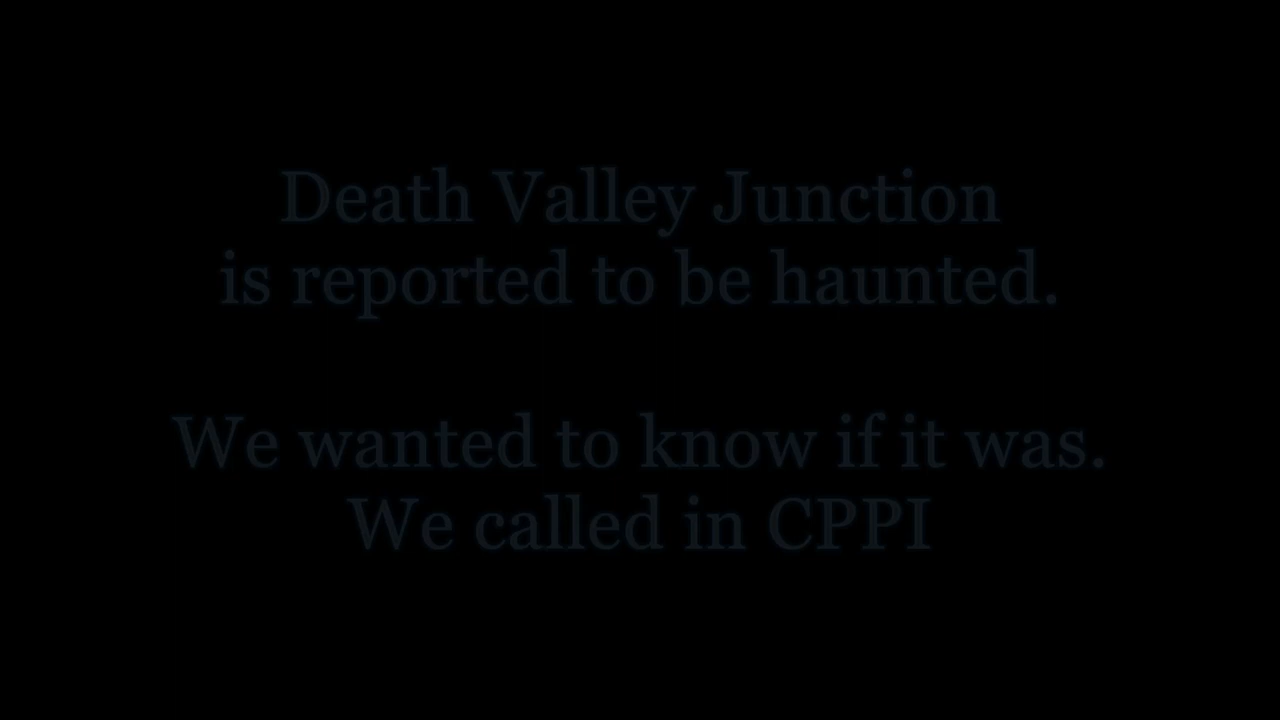 Death Valley Junction
is reported to be haunted.
We wanted to know if it was.
We called in CPPI